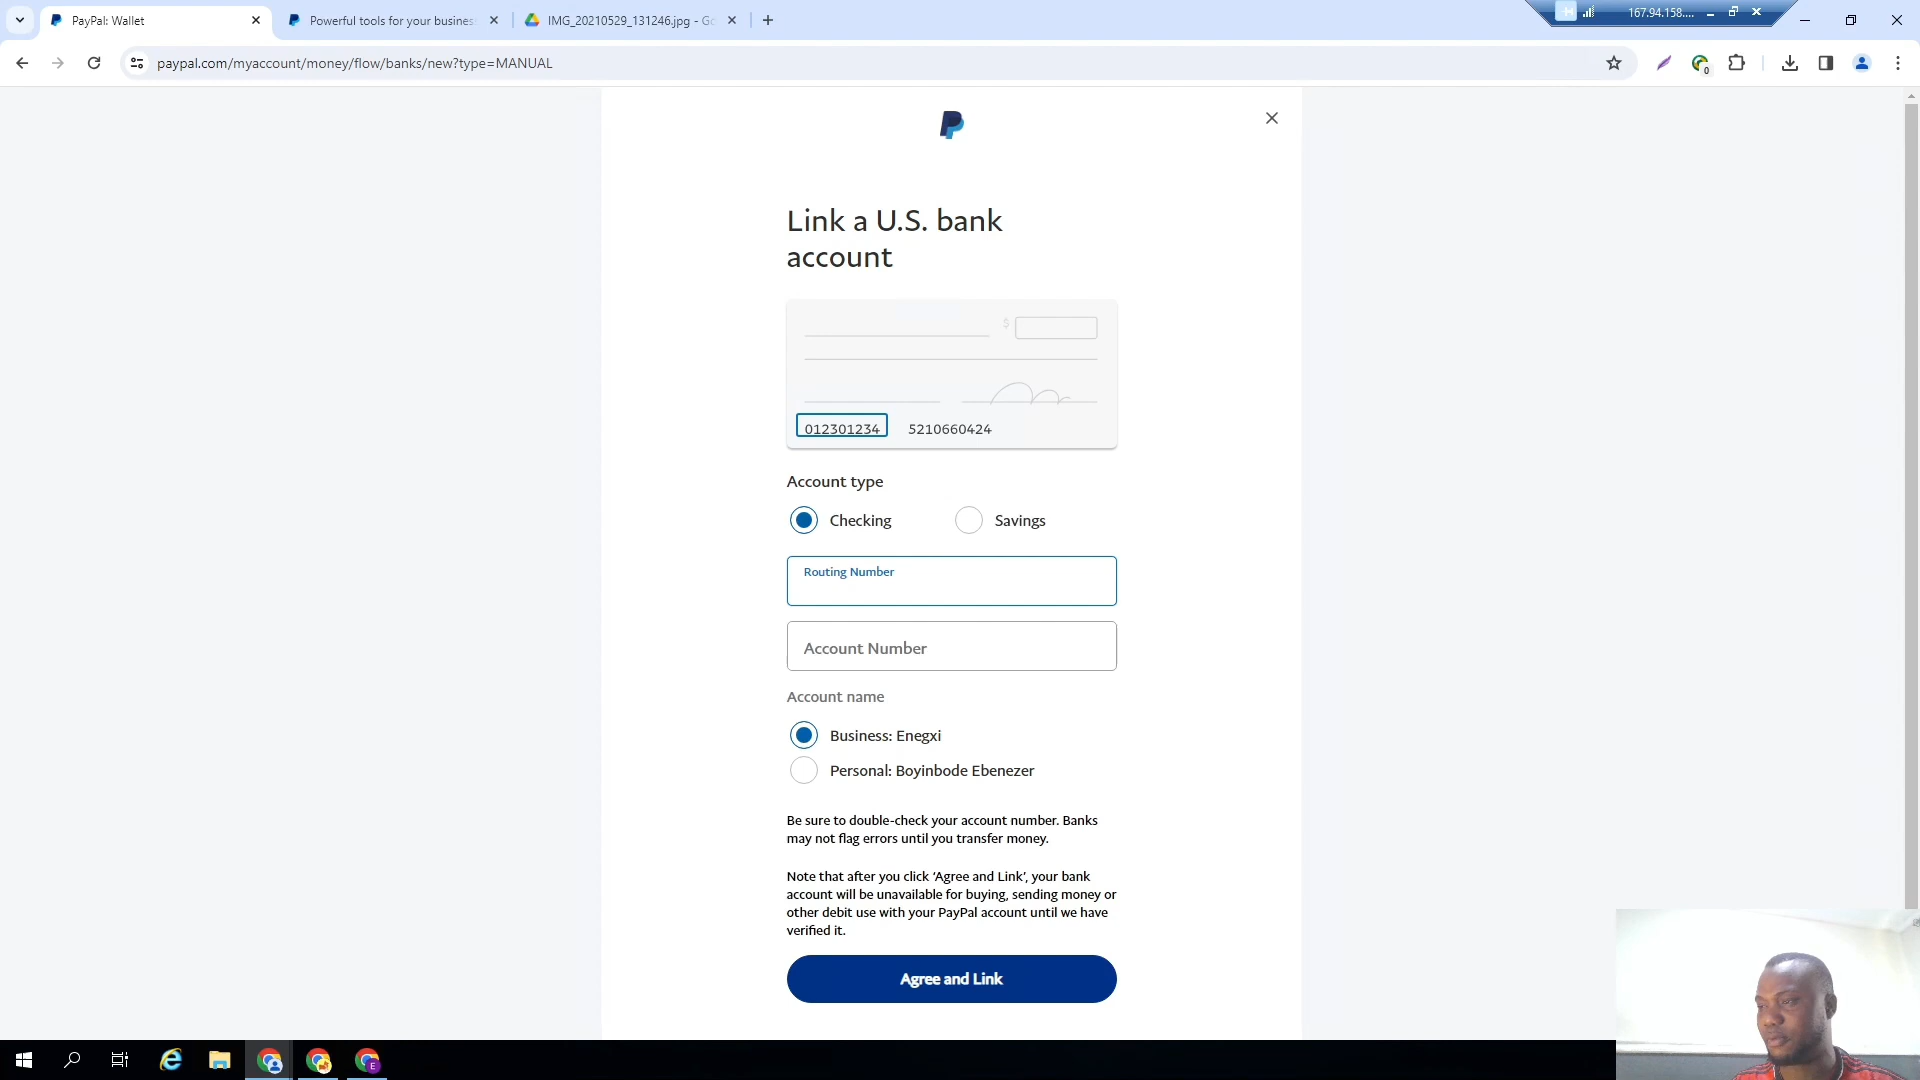 PayPal: Wallet
Powerful tools for your busines
IMG_20210529_131246.jpg - Go
167.94.158....
paypal.com/myaccount/money/flow/banks/new?type=MANUAL
0
Link a U.S. bank
account
$
012301234 5210660424
Account type
Checking
Savings
Routing Number
Account Number
Account name
Business: Enegxi
Personal: Boyinbode Ebenezer
Be sure to double-check your account number. Banks
may not flag errors until you transfer money.
Note that after you click ‘Agree and Link’, your bank
account will be unavailable for buying, sending money or
other debit use with your PayPal account until we have
verified it.
Agree and Link
E